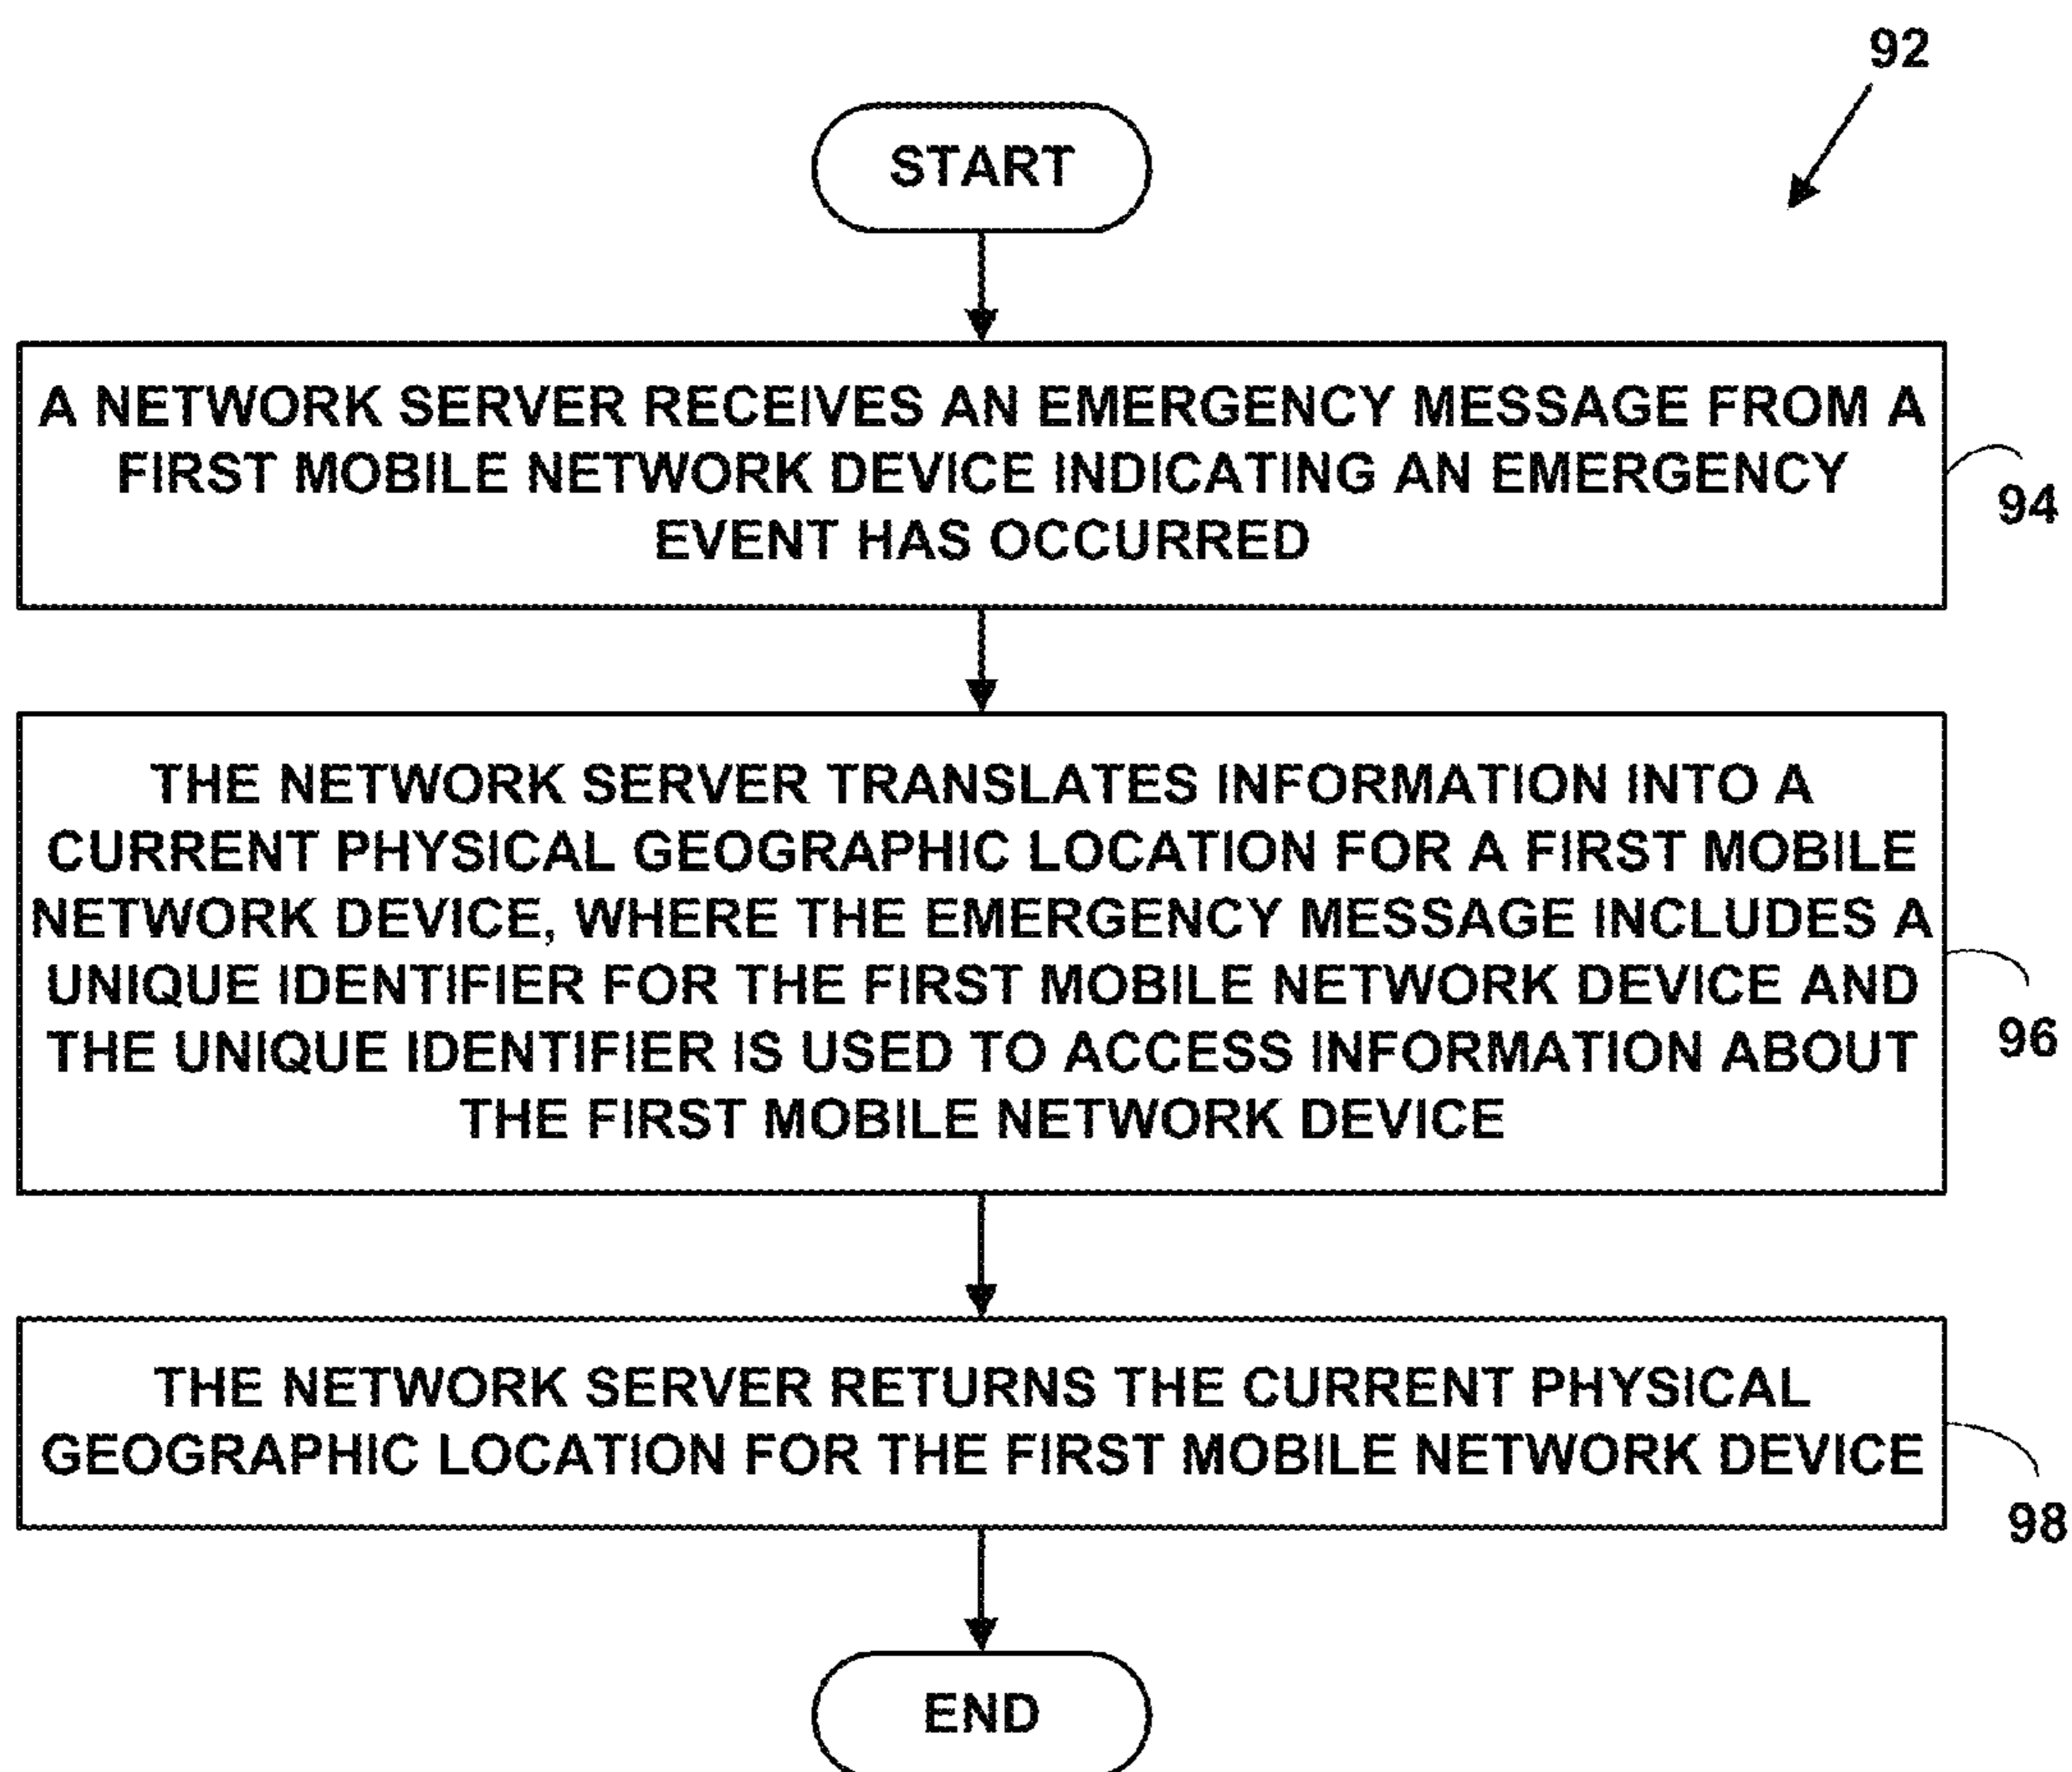 92
START
A NETWORK SERVER RECEIVES AN EMERGENCY MESSAGE FROM A
FIRST MOBILE NETWORK DEVICE INDICATING AN EMERGENCY
EVENT HAS OCCURRED
94
THE NETWORK SERVER TRANSLATES INFORMATION INTO A
CURRENT PHYSICAL GEOGRAPHIC LOCATION FOR A FIRST MOBILE
NETWORK DEVICE, WHERE THE EMERGENCY MESSAGE INCLUDES A
UNIQUE IDENTIFIER FOR THE FIRST MOBILE NETWORK DEVICE AND
THE UNIQUE IDENTIFIER IS USED TO ACCESS INFORMATION ABOUT
THE FIRST MOBILE NETWORK DEVICE
96
THE NETWORK SERVER RETURNS THE CURRENT PHYSICAL
GEOGRAPHIC LOCATION FOR THE FIRST MOBILE NETWORK DEVICE
98
END